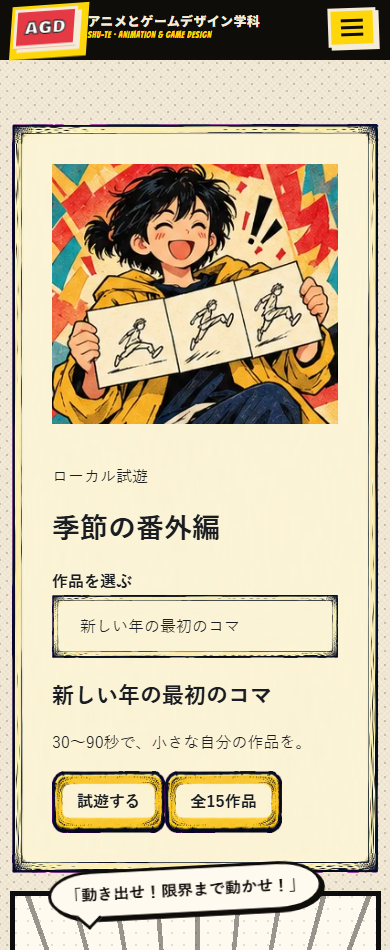 AGD
アニメとゲームデザイン学科
SHU-TE・ANIMATION & GAME DESIGN
ローカル試遊
季節の番外編
作品を選ぶ
新しい年の最初のコマ
新しい年の最初のコマ
30〜90秒で、小さな自分の作品を。
試遊する
全15作品
「動き出せ！限界まで動かせ！」